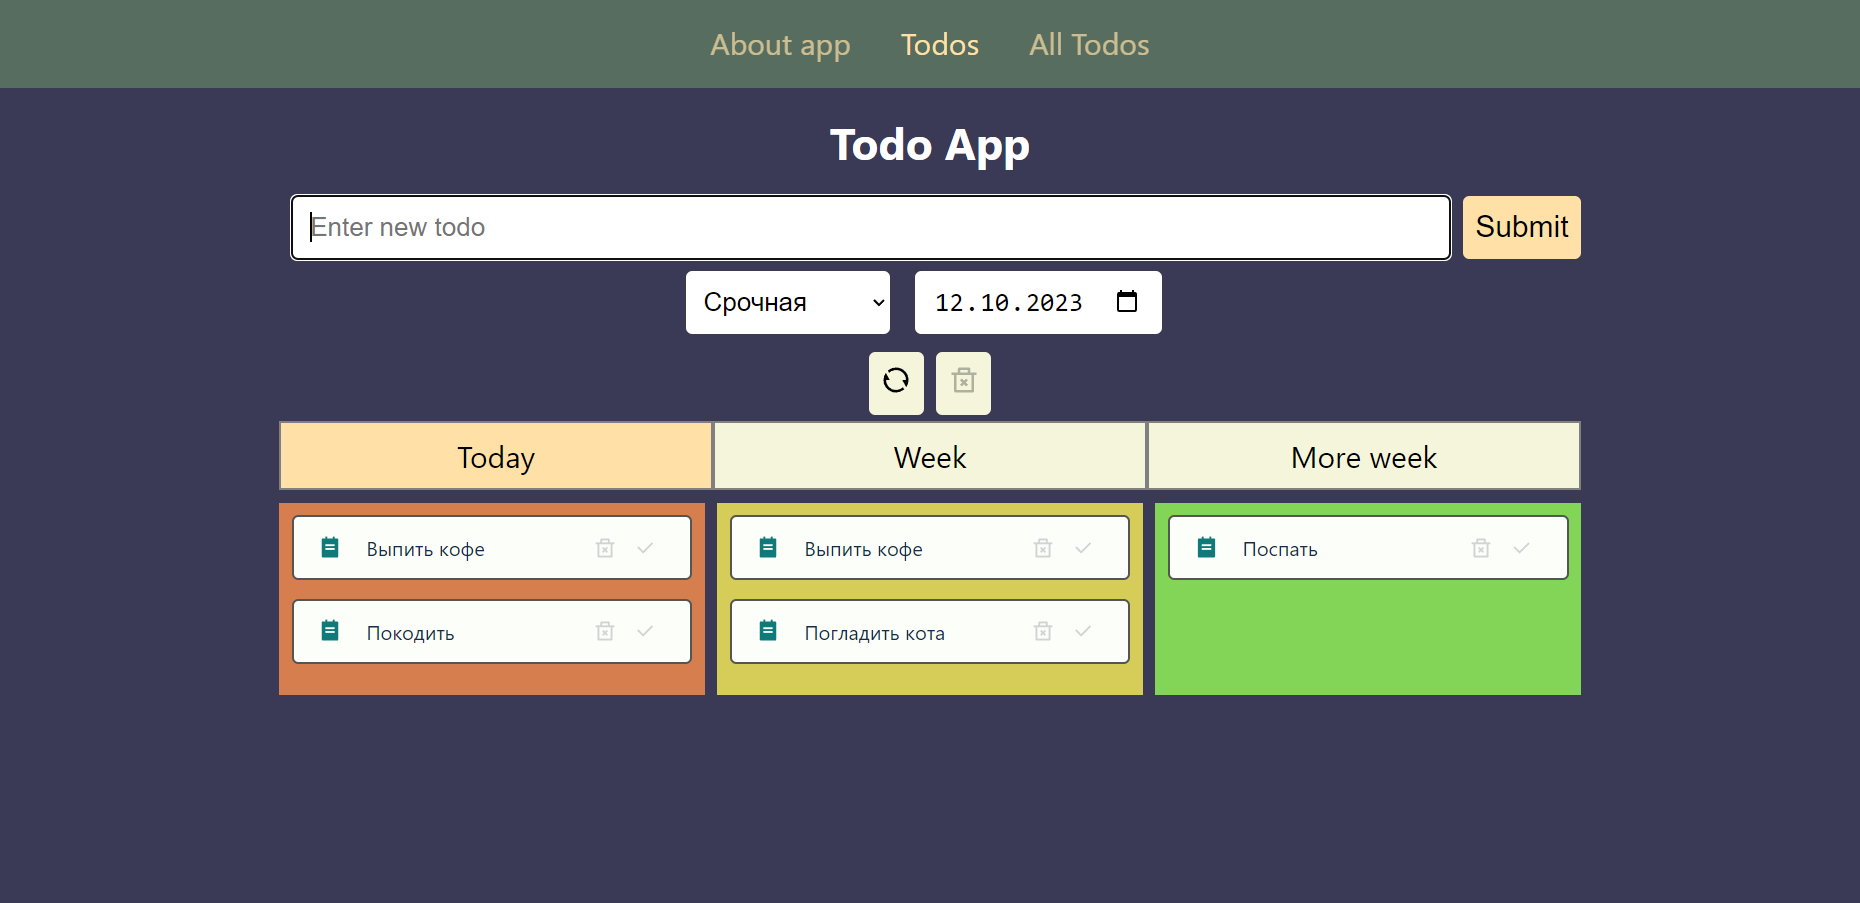 About app Todos All Todos
Todo App
Enter new todo Submit
Срочная 12.10.2023
Today Week More week
Выпить кофе Выпить кофе Поспать
Покодить Погладить кота